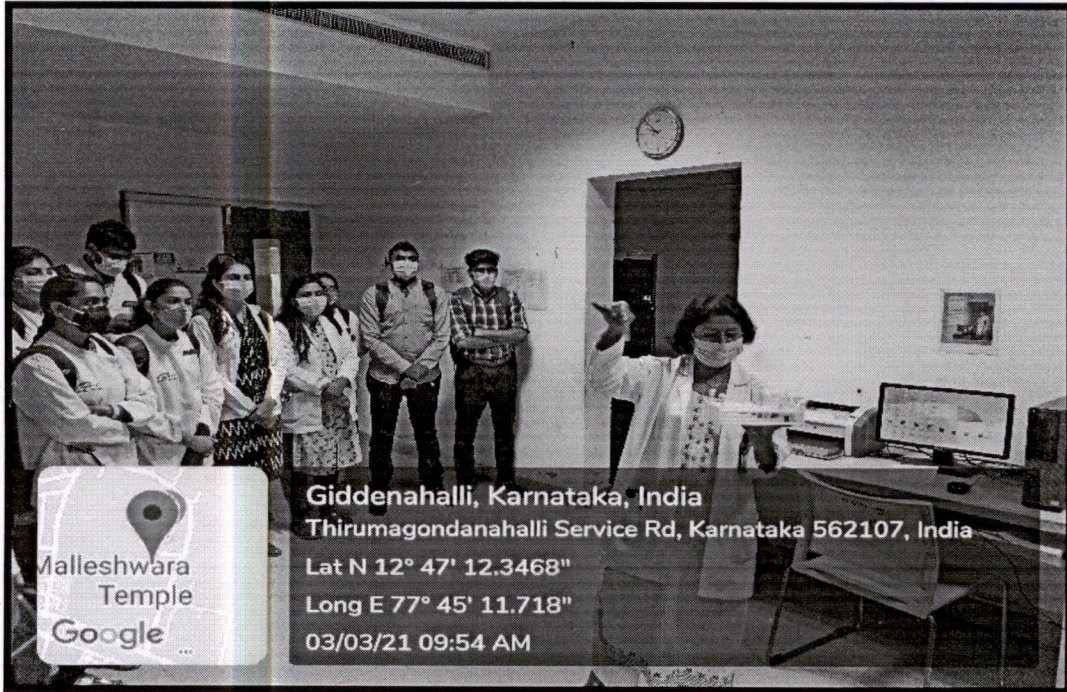 Giddenahalli, Karnataka, India
Thirumagondanahalli Service Rd, Karnataka 562107, India
Lat N 12° 47' 12.3468"
Long E 77° 45' 11.718"
03/03/21 09:54 AM
Malleshwara
Temple
Google